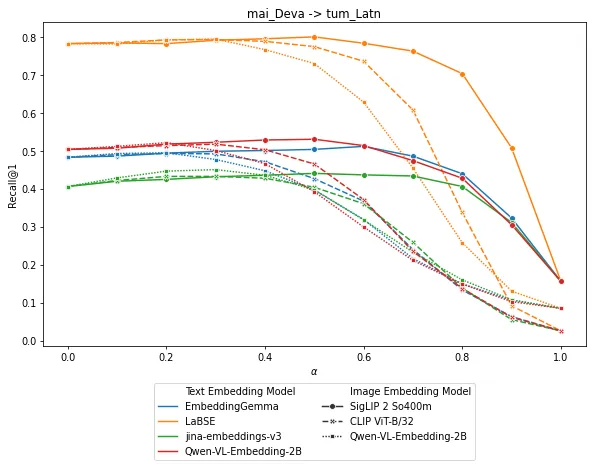 mai_Deva -> tum_Latn
Recall@1
0.8
0.7
0.6
0.5
0.4
0.3
0.2
0.1
0.0
0.0 0.2 0.4 0.6 0.8 1.0
α
Text Embedding Model
EmbeddingGemma
LaBSE
jina-embeddings-v3
Qwen-VL-Embedding-2B
Image Embedding Model
SigLIP 2 So400m
CLIP ViT-B/32
Qwen-VL-Embedding-2B